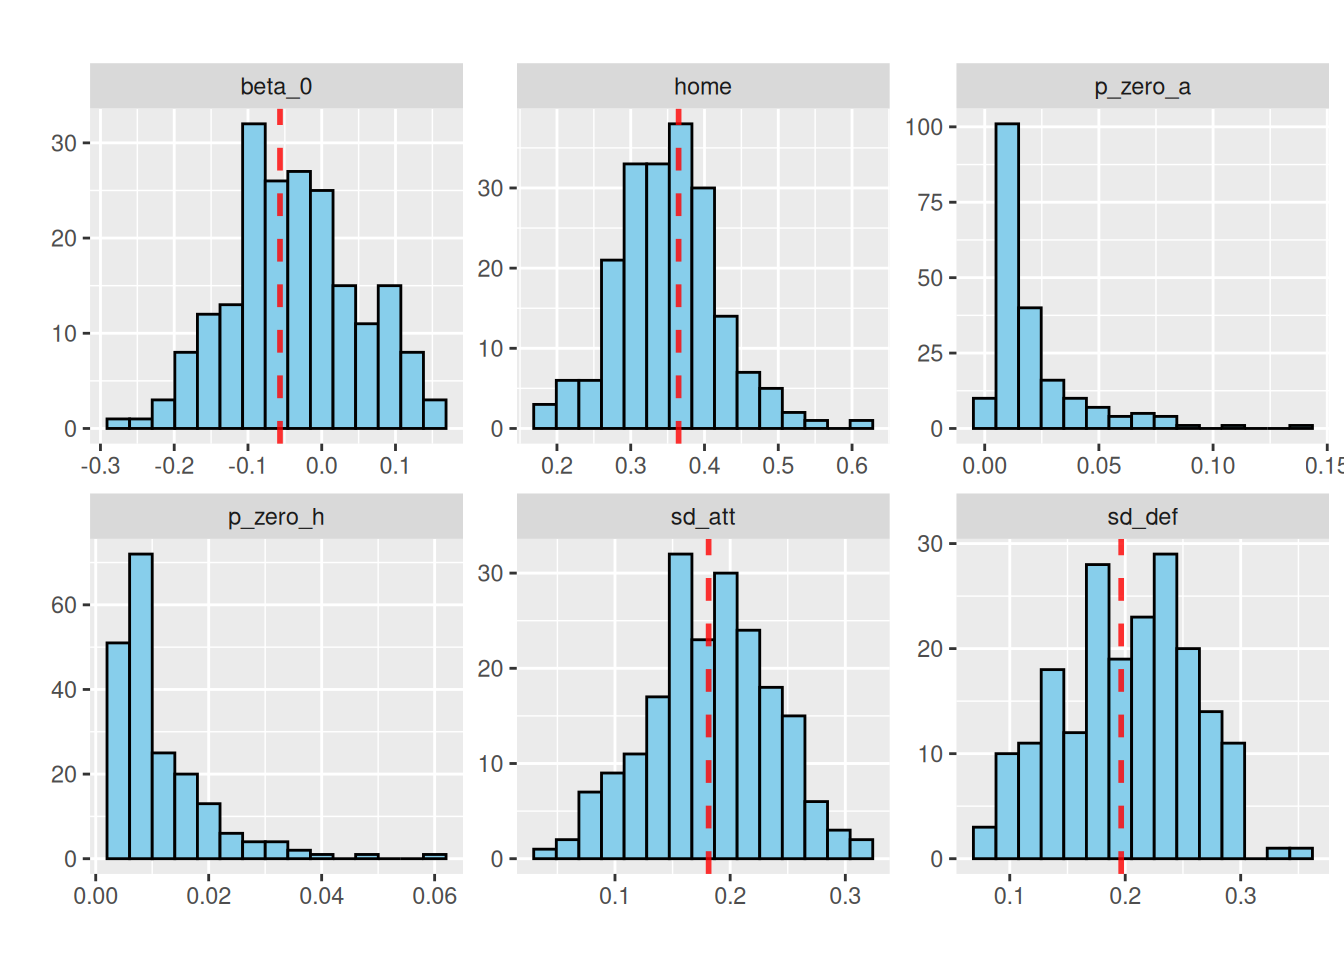 beta_0 home p_zero_a
30 20 10 0
-0.3 -0.2 -0.1 0.0 0.1
30 20 10 0
0.2 0.3 0.4 0.5 0.6
100 75 50 25 0
0.00 0.05 0.10 0.15
p_zero_h sd_att sd_def
60 40 20 0
0.00 0.02 0.04 0.06
30 20 10 0
0.1 0.2 0.3
30 20 10 0
0.1 0.2 0.3